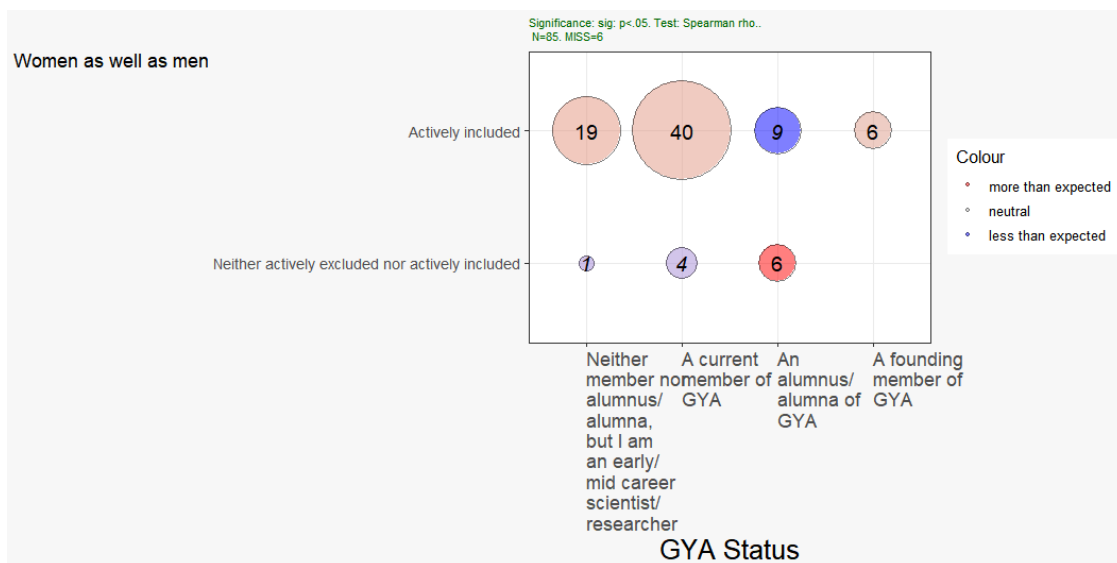 Significance: sig: p<.05. Test: Spearman rho..
N=85. MISS=6
Women as well as men
Actively included
19
40
9
6
Neither actively excluded nor actively included
1
4
6
Colour
more than expected
neutral
less than expected
Neither
member nor
alumnus/
alumna,
but I am
an early/
mid career
scientist/
researcher
A current
member of
GYA
An
alumnus/
alumna of
GYA
A founding
member of
GYA
GYA Status